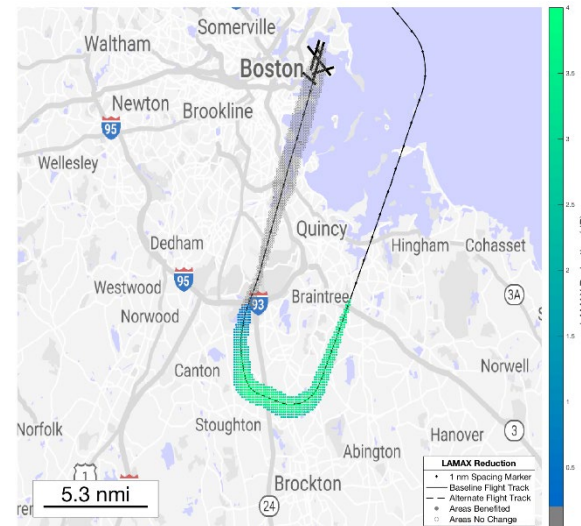 Somerville
Waltham
Boston
Newton
Brookline
95
Wellesley
Quincy
Dedham
Hingham
Cohasset
95
Westwood
93
Braintree
3A
Norwood
Canton
Norwell
Stoughton
Hanover
3
Norfolk
Abington
1
Brockton
24
5.3 nmi
LAMAX Reduction
1 nm Spacing Marker
Baseline Flight Track
Alternate Flight Track
Areas Benefited
Areas No Change
4
3.5
3
2.5
2
1.5
1
0.5